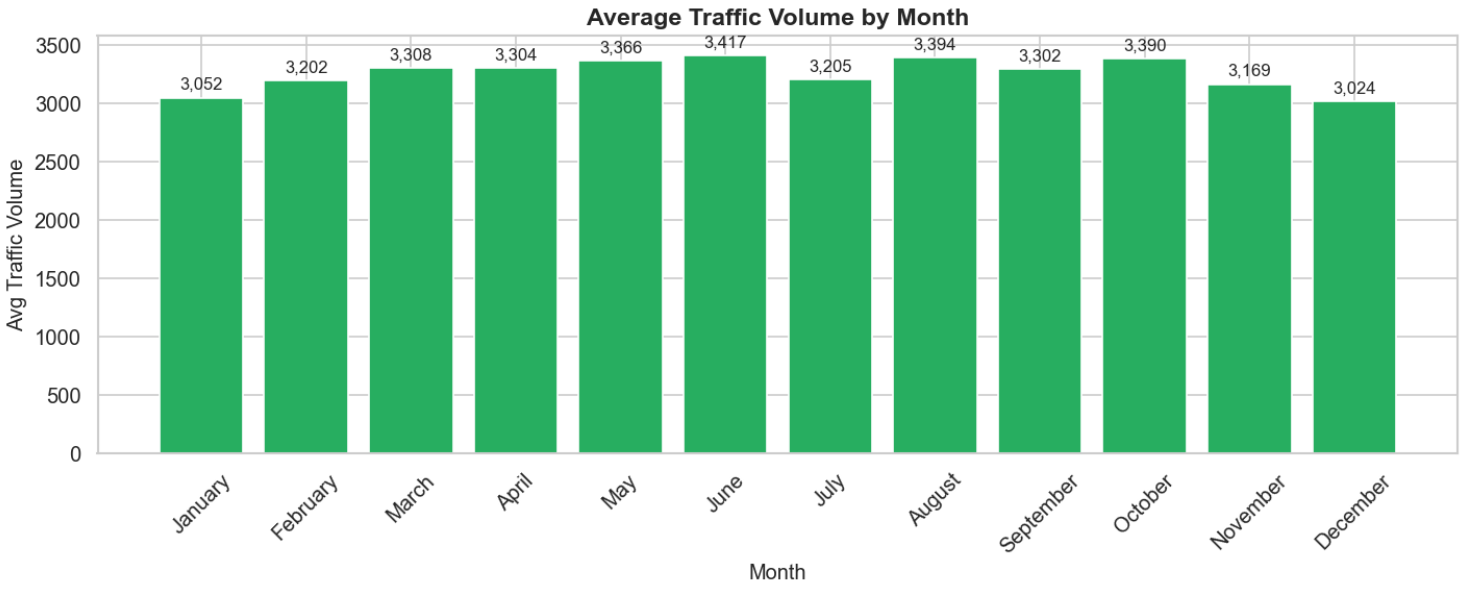 Average Traffic Volume by Month
Avg Traffic Volume
3500
3000
2500
2000
1500
1000
500
0
3,052
3,202
3,308
3,304
3,366
3,417
3,205
3,394
3,302
3,390
3,169
3,024
January
February
March
April
May
June
July
August
September
October
November
December
Month